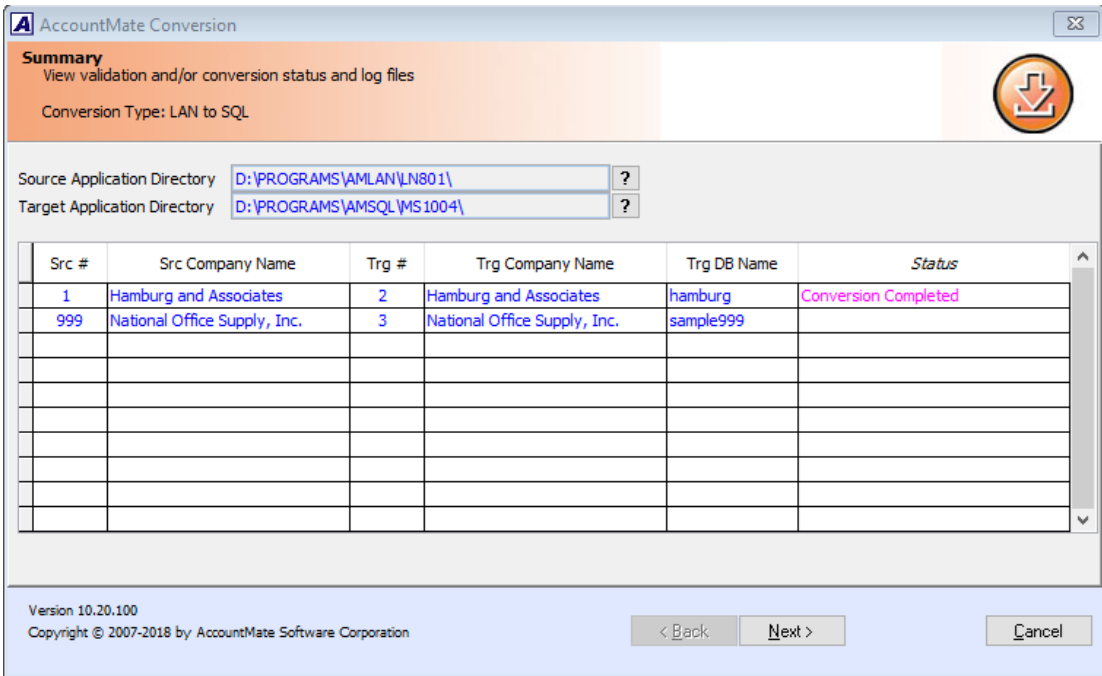 AccountMate Conversion
Summary
View validation and/or conversion status and log files
Conversion Type: LAN to SQL
Source Application Directory D:\PROGRAMS\AMLAN\LN801\ ?
Target Application Directory D:\PROGRAMS\AMSQL\MS1004\ ?
Src # Src Company Name Trg # Trg Company Name Trg DB Name Status
1 Hamburg and Associates 2 Hamburg and Associates hamburg Conversion Completed
999 National Office Supply, Inc. 3 National Office Supply, Inc. sample999
Version 10.20.100
Copyright © 2007-2018 by AccountMate Software Corporation
< Back Next > Cancel